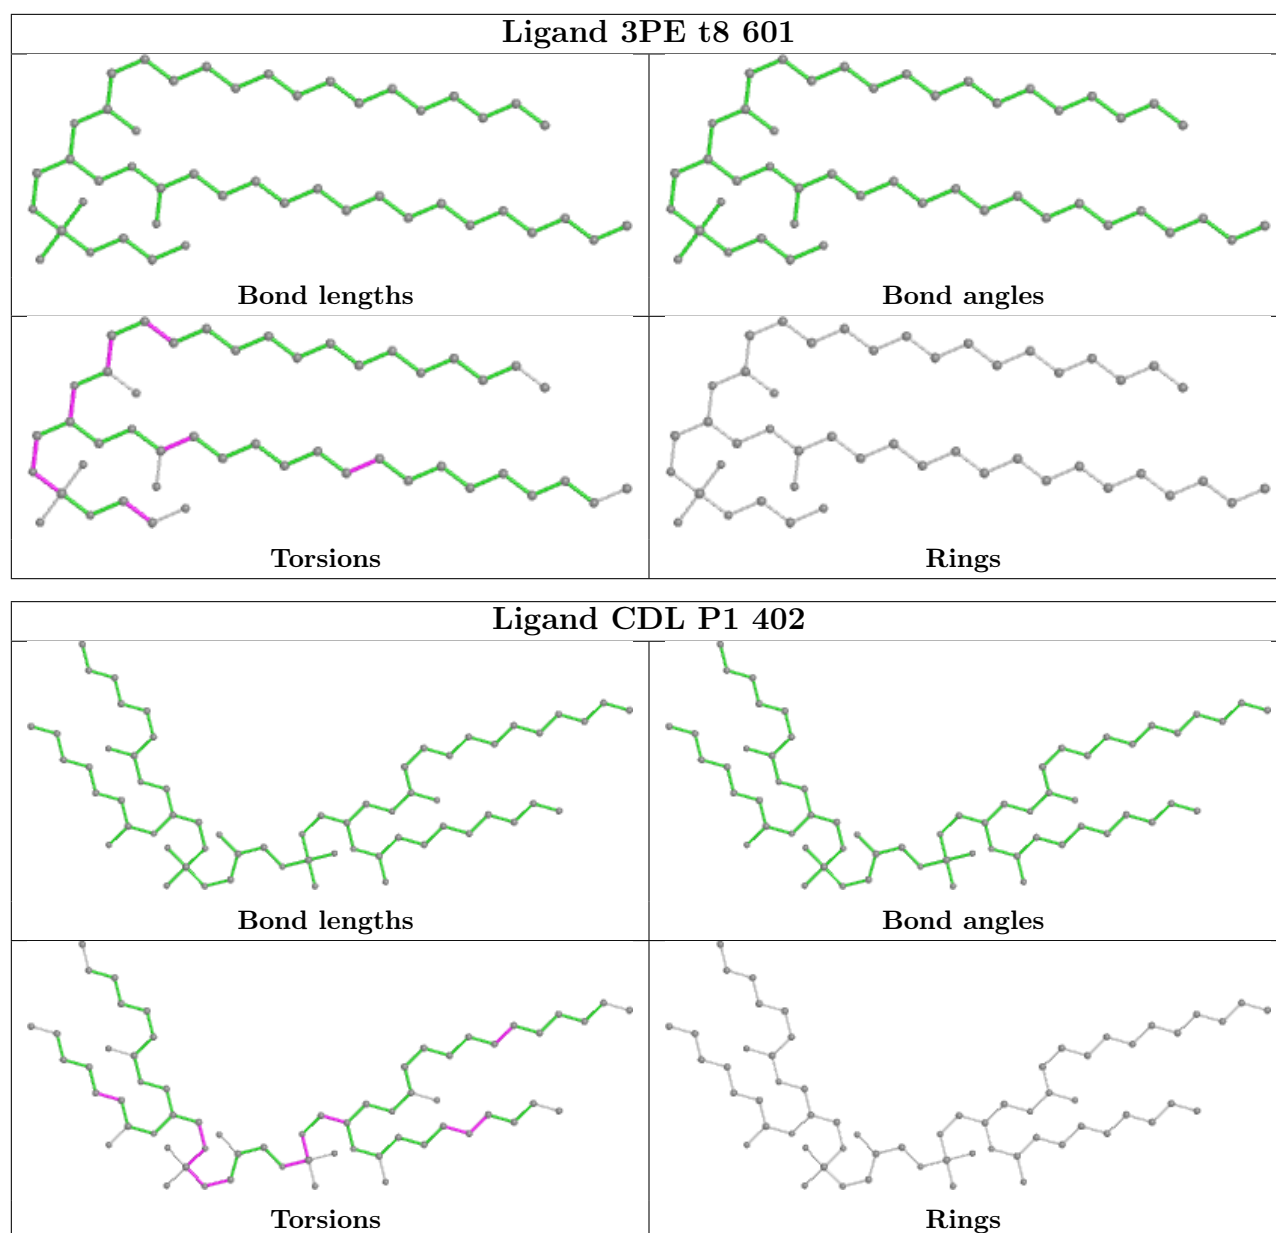 Ligand 3PE t8 601
Bond lengths
Bond angles
Torsions
Rings
Ligand CDL P1 402
Bond lengths
Bond angles
Torsions
Rings